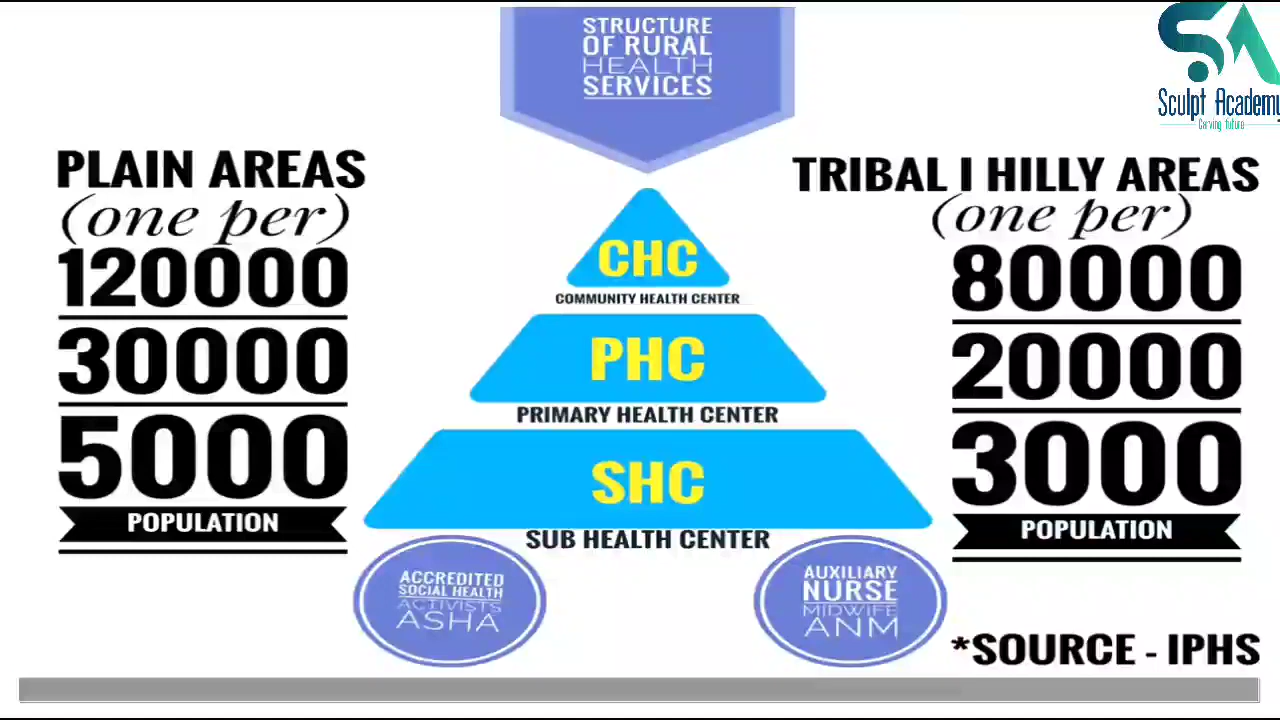 STRUCTURE
OF RURAL
HEALTH
SERVICES
Sculpt Academy
Carving future
PLAIN AREAS
(one per)
120000
30000
5000
POPULATION
CHC
COMMUNITY HEALTH CENTER
PHC
PRIMARY HEALTH CENTER
SHC
SUB HEALTH CENTER
TRIBAL I HILLY AREAS
(one per)
80000
20000
3000
POPULATION
ACCREDITED
SOCIAL HEALTH
ACTIVISTS
ASHA
AUXILIARY
NURSE
MIDWIFE
ANM
*SOURCE - IPHS